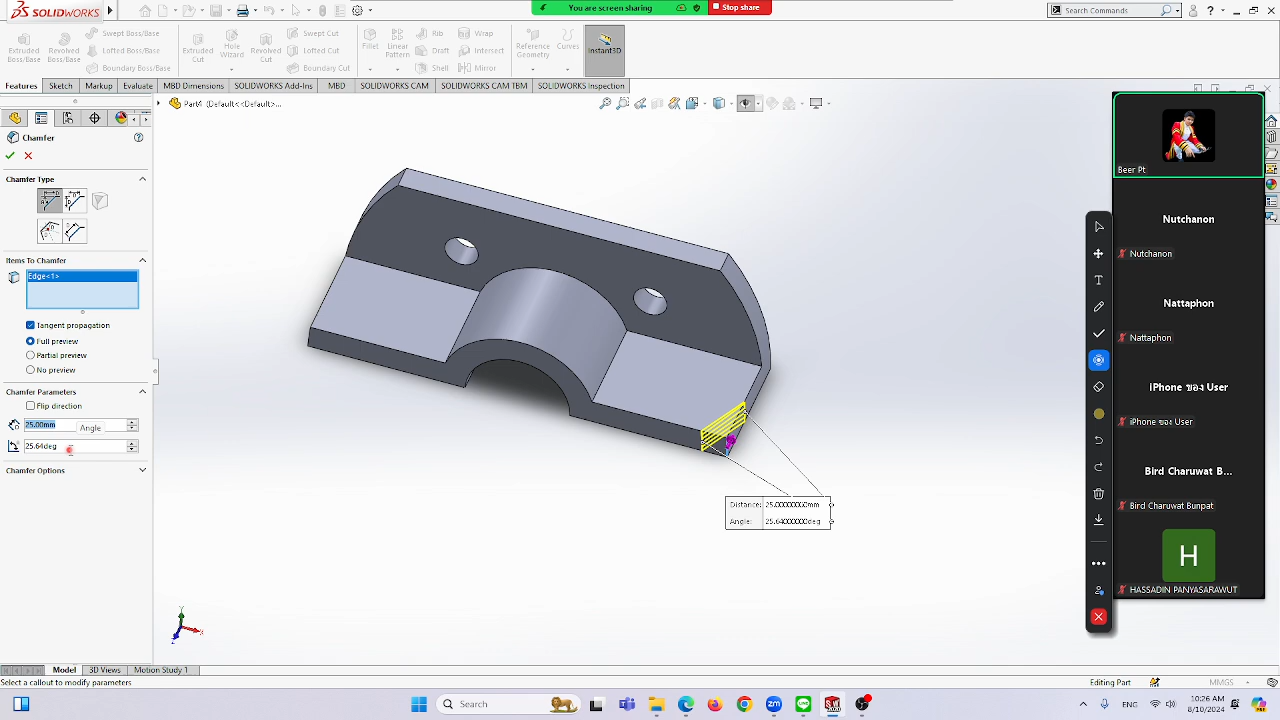 SOLIDWORKS
You are screen sharing
Stop share
Search Commands
Extruded Boss/Base
Revolved Boss/Base
Swept Boss/Base
Lofted Boss/Base
Boundary Boss/Base
Extruded Cut
Hole Wizard
Revolved Cut
Swept Cut
Lofted Cut
Boundary Cut
Fillet
Linear Pattern
Rib
Draft
Shell
Wrap
Intersect
Mirror
Reference Geometry
Curves
Instant3D
Features
Sketch
Markup
Evaluate
MBD Dimensions
SOLIDWORKS Add-Ins
MBD
SOLIDWORKS CAM
SOLIDWORKS CAM TBM
SOLIDWORKS Inspection
Part4 (Default<<Default>...
Chamfer
Chamfer Type
Items To Chamfer
Edge<1>
Tangent propagation
Full preview
Partial preview
No preview
Chamfer Parameters
Flip direction
25.00mm
Angle
25.64deg
Chamfer Options
Distance: 25.00000000mm
Angle: 25.64000000deg
Beer Pt
Nutchanon
Nutchanon
Nattaphon
Nattaphon
iPhone ของ User
iPhone ของ User
Bird Charuwat B...
Bird Charuwat Bunpat
H
HASSADIN PANYASARAWUT
Model
3D Views
Motion Study 1
Select a callout to modify parameters
Editing Part
MMGS
Search
ENG
10:26 AM
8/10/2024